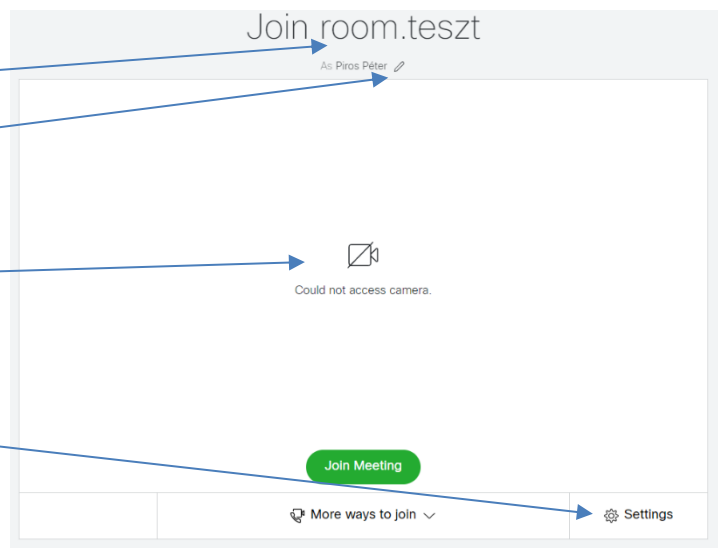 Join room.teszt
As Piros Péter
Could not access camera.
Join Meeting
More ways to join
Settings